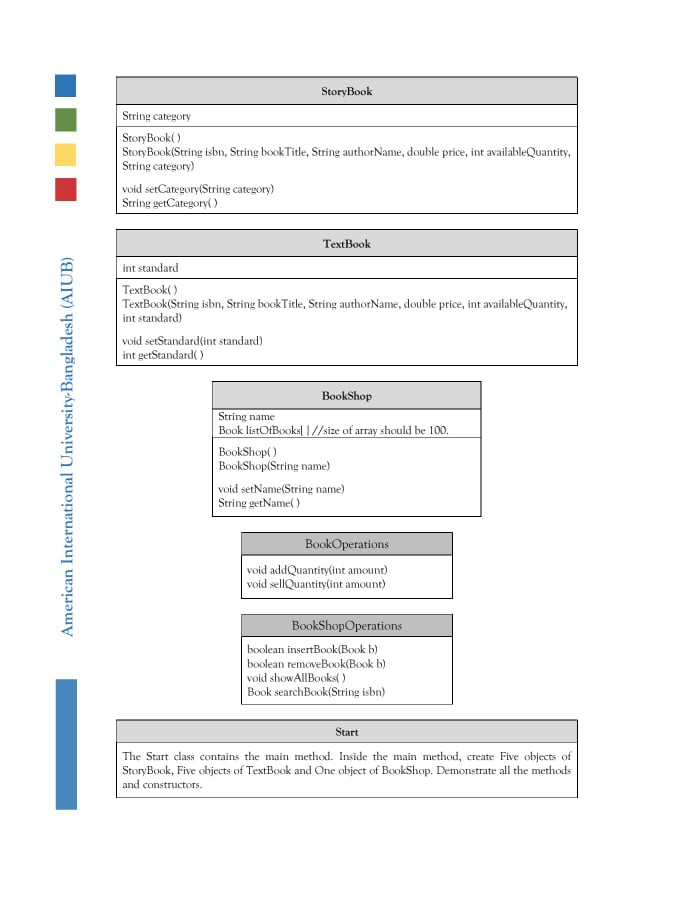 StoryBook
String category
StoryBook( )
StoryBook(String isbn, String bookTitle, String authorName, double price, int availableQuantity,
String category)
void setCategory(String category)
String getCategory( )
TextBook
int standard
TextBook( )
TextBook(String isbn, String bookTitle, String authorName, double price, int availableQuantity,
int standard)
void setStandard(int standard)
int getStandard( )
BookShop
String name
Book listOfBooks[ ] //size of array should be 100.
BookShop( )
BookShop(String name)
void setName(String name)
String getName( )
BookOperations
void addQuantity(int amount)
void sellQuantity(int amount)
BookShopOperations
boolean insertBook(Book b)
boolean removeBook(Book b)
void showAllBooks( )
Book searchBook(String isbn)
Start
The Start class contains the main method. Inside the main method, create Five objects of
StoryBook, Five objects of TextBook and One object of BookShop. Demonstrate all the methods
and constructors.
American International University-Bangladesh (AIUB)